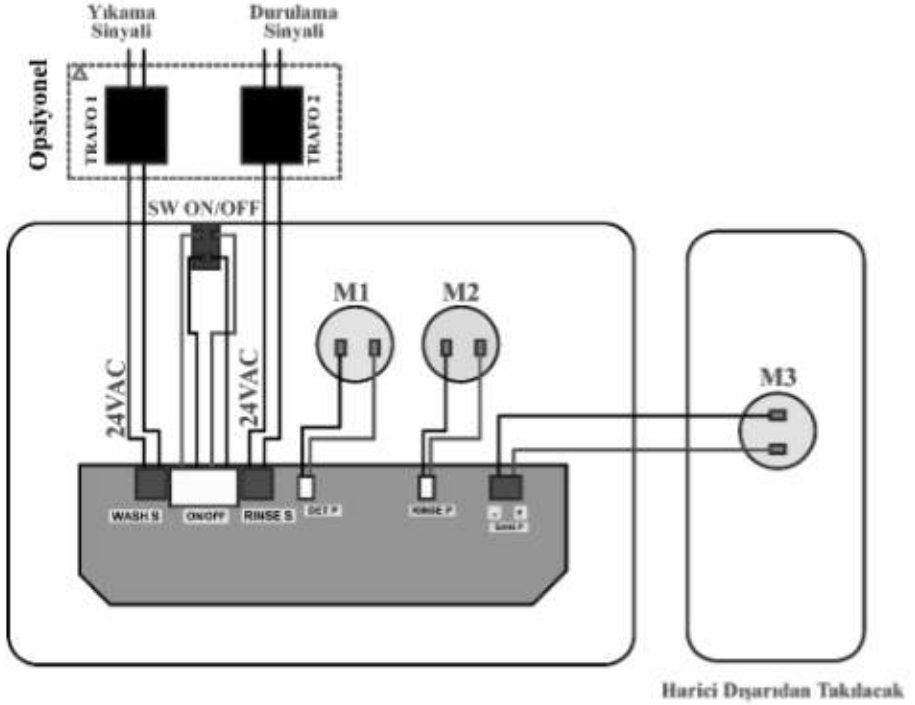 Yıkama
Sinyali
Durulama
Sinyali
Opsiyonel
TRAFO 1
TRAFO 2
SW ON/OFF
24VAC
24VAC
M1
M2
M3
WASH S
ON/OFF
RINSE S
DET P
RINSE P
- +
Harici Dışarıdan Takılacak